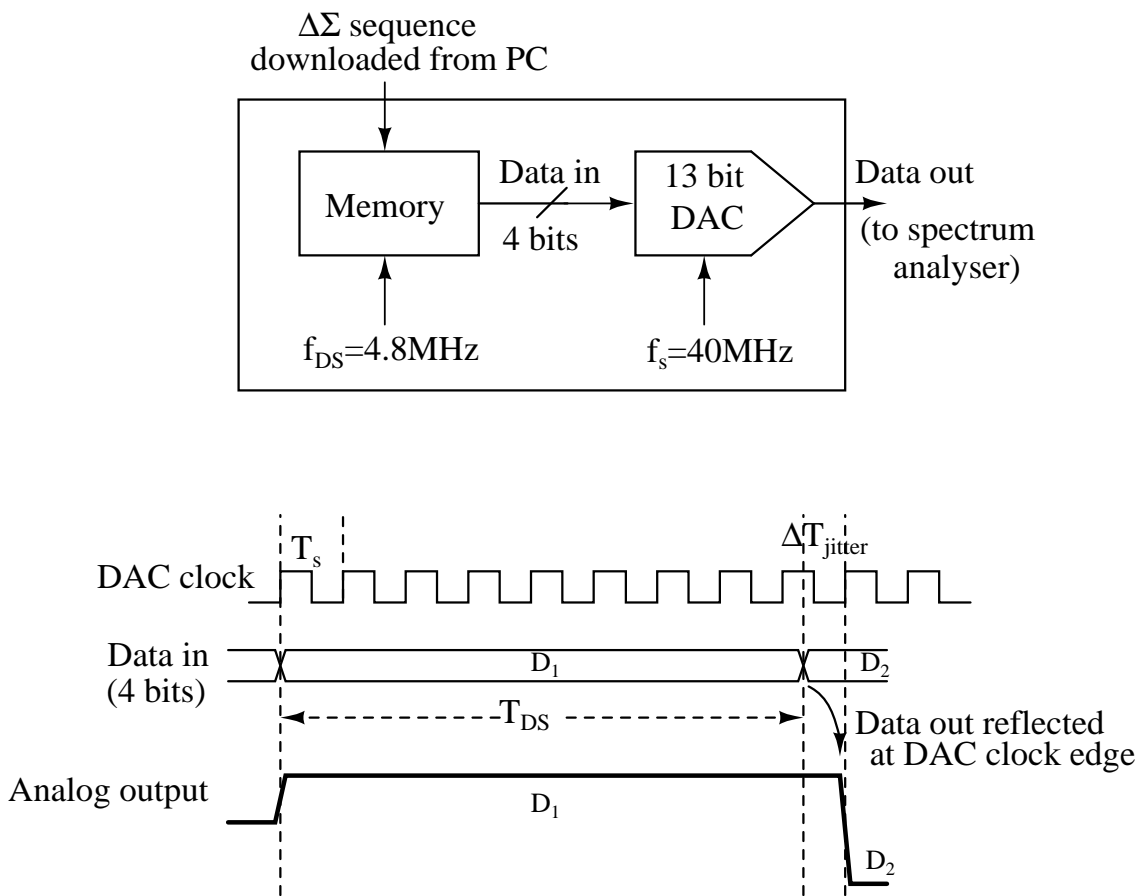 ΔΣ sequence
downloaded from PC
Memory
Data in
4 bits
13 bit
DAC
Data out
(to spectrum
analyser)
f_DS=4.8MHz
f_s=40MHz
T_s
ΔT_jitter
DAC clock
Data in
(4 bits)
D_1
D_2
T_DS
Data out reflected
at DAC clock edge
Analog output
D_1
D_2